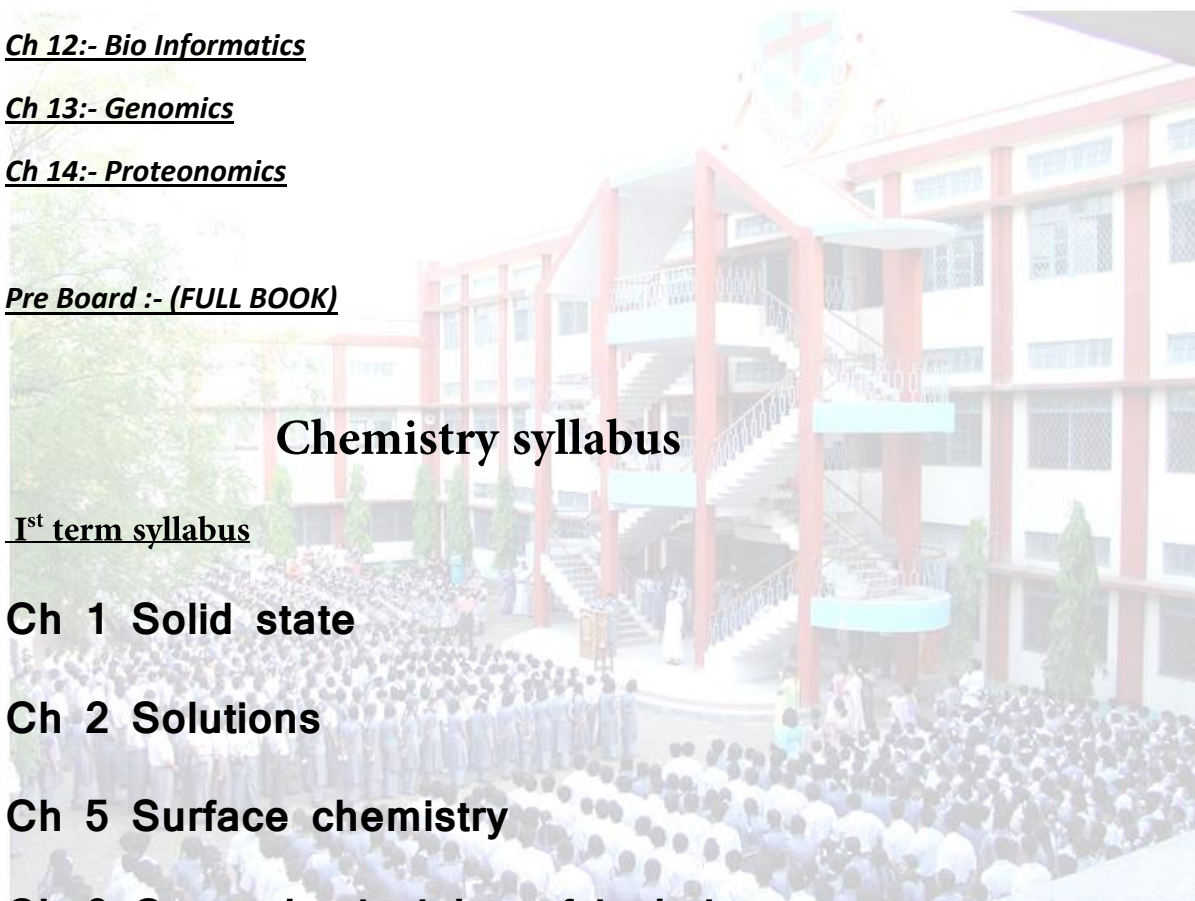 Ch 12:- Bio Informatics
Ch 13:- Genomics
Ch 14:- Proteonomics
Pre Board :- (FULL BOOK)
Chemistry syllabus
Ist term syllabus
Ch 1 Solid state
Ch 2 Solutions
Ch 5 Surface chemistry